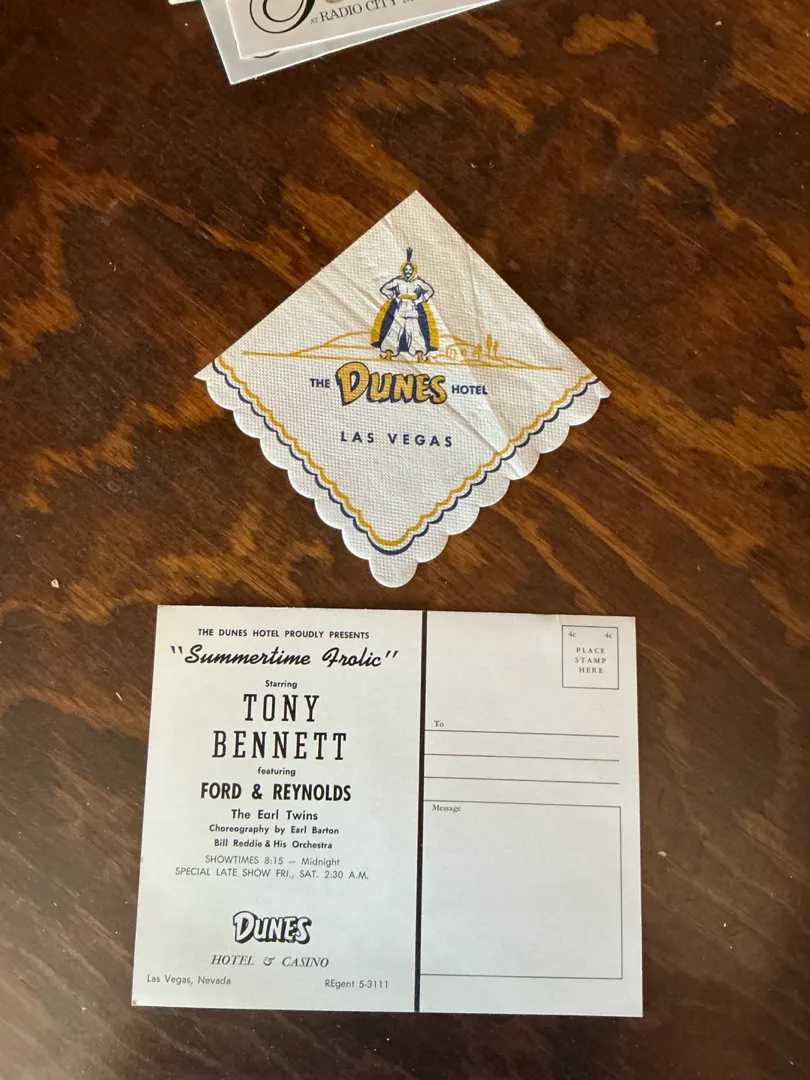 AT RADIO CITY
THE DUNES HOTEL
LAS VEGAS
THE DUNES HOTEL PROUDLY PRESENTS
"Summertime Frolic"
Starring
TONY
BENNETT
featuring
FORD & REYNOLDS
The Earl Twins
Choreography by Earl Barton
Bill Reddie & His Orchestra
SHOWTIMES 8:15 — Midnight
SPECIAL LATE SHOW FRI., SAT. 2:30 A.M.
DUNES
HOTEL & CASINO
Las Vegas, Nevada
REgent 5-3111
4c 4c
PLACE
STAMP
HERE
To
Message